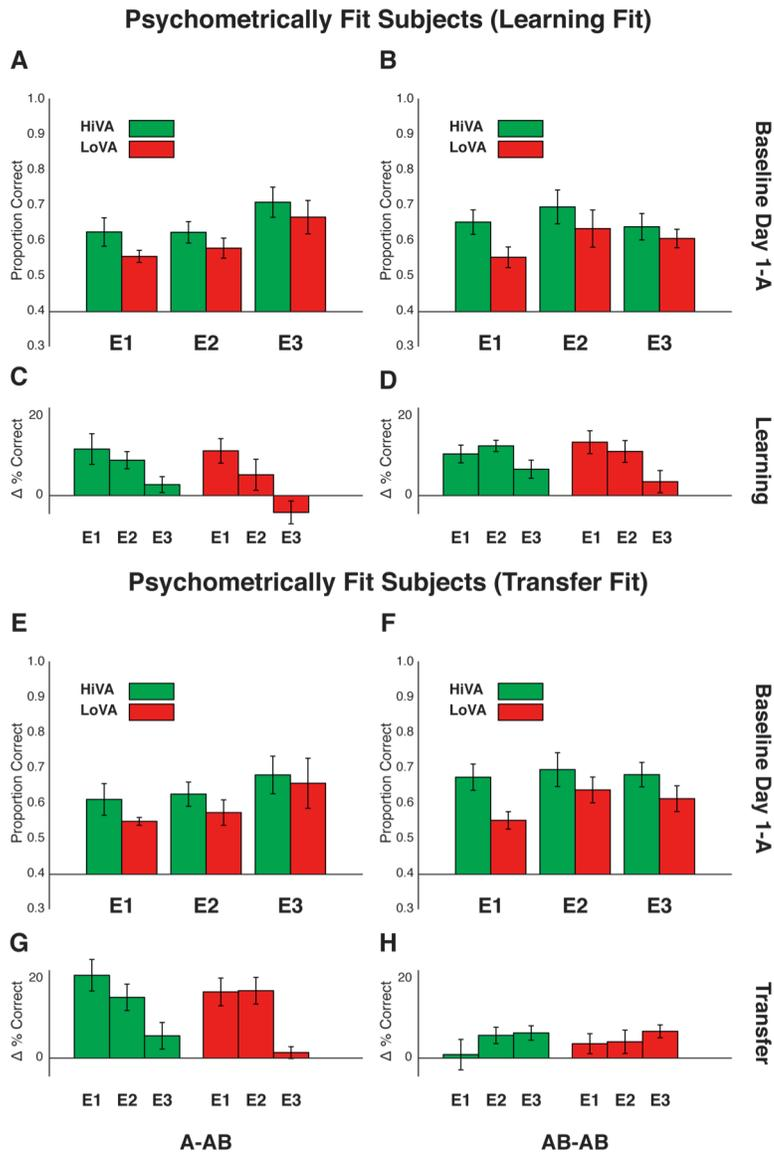 Psychometrically Fit Subjects (Learning Fit)
A
B
1.0
0.9
0.8
0.7
0.6
0.5
0.4
0.3
Proportion Correct
HiVA
LoVA
E1 E2 E3
1.0
0.9
0.8
0.7
0.6
0.5
0.4
0.3
Proportion Correct
HiVA
LoVA
E1 E2 E3
Baseline Day 1-A
C
D
20
0
Δ % Correct
E1 E2 E3 E1 E2 E3
20
0
Δ % Correct
E1 E2 E3 E1 E2 E3
Learning
Psychometrically Fit Subjects (Transfer Fit)
E
F
1.0
0.9
0.8
0.7
0.6
0.5
0.4
0.3
Proportion Correct
HiVA
LoVA
E1 E2 E3
1.0
0.9
0.8
0.7
0.6
0.5
0.4
0.3
Proportion Correct
HiVA
LoVA
E1 E2 E3
Baseline Day 1-A
G
H
20
0
Δ % Correct
E1 E2 E3 E1 E2 E3
20
0
Δ % Correct
E1 E2 E3 E1 E2 E3
Transfer
A-AB
AB-AB